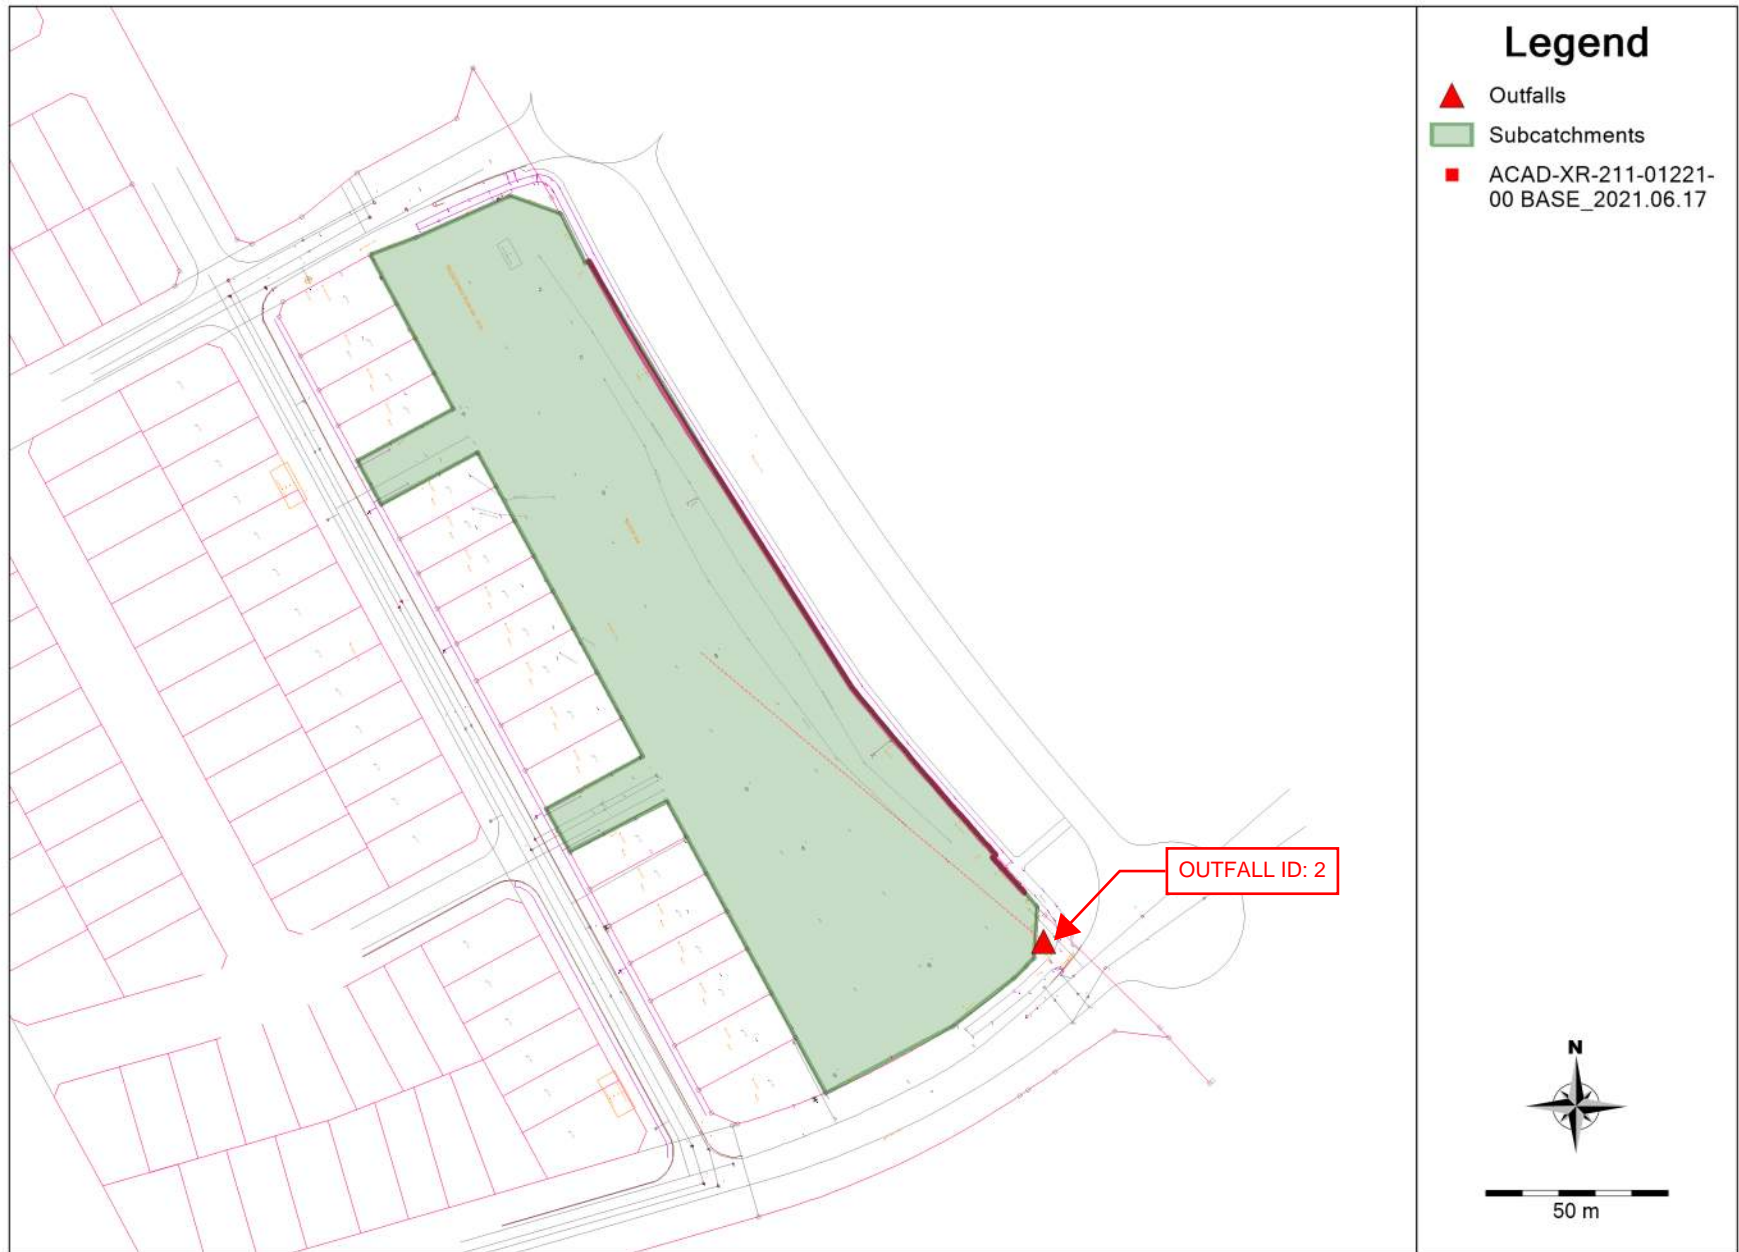 Legend
Outfalls
Subcatchments
ACAD-XR-211-01221-
00 BASE_2021.06.17
OUTFALL ID: 2
N
50 m